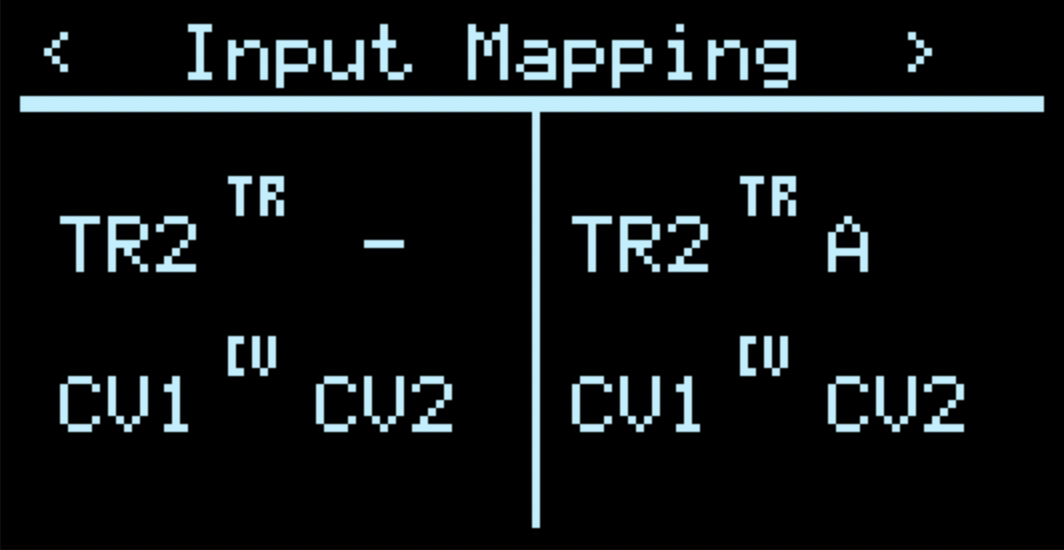 < Input Mapping >
TR TR
TR2 - TR2 A
CV CV
CV1 CV2 CV1 CV2